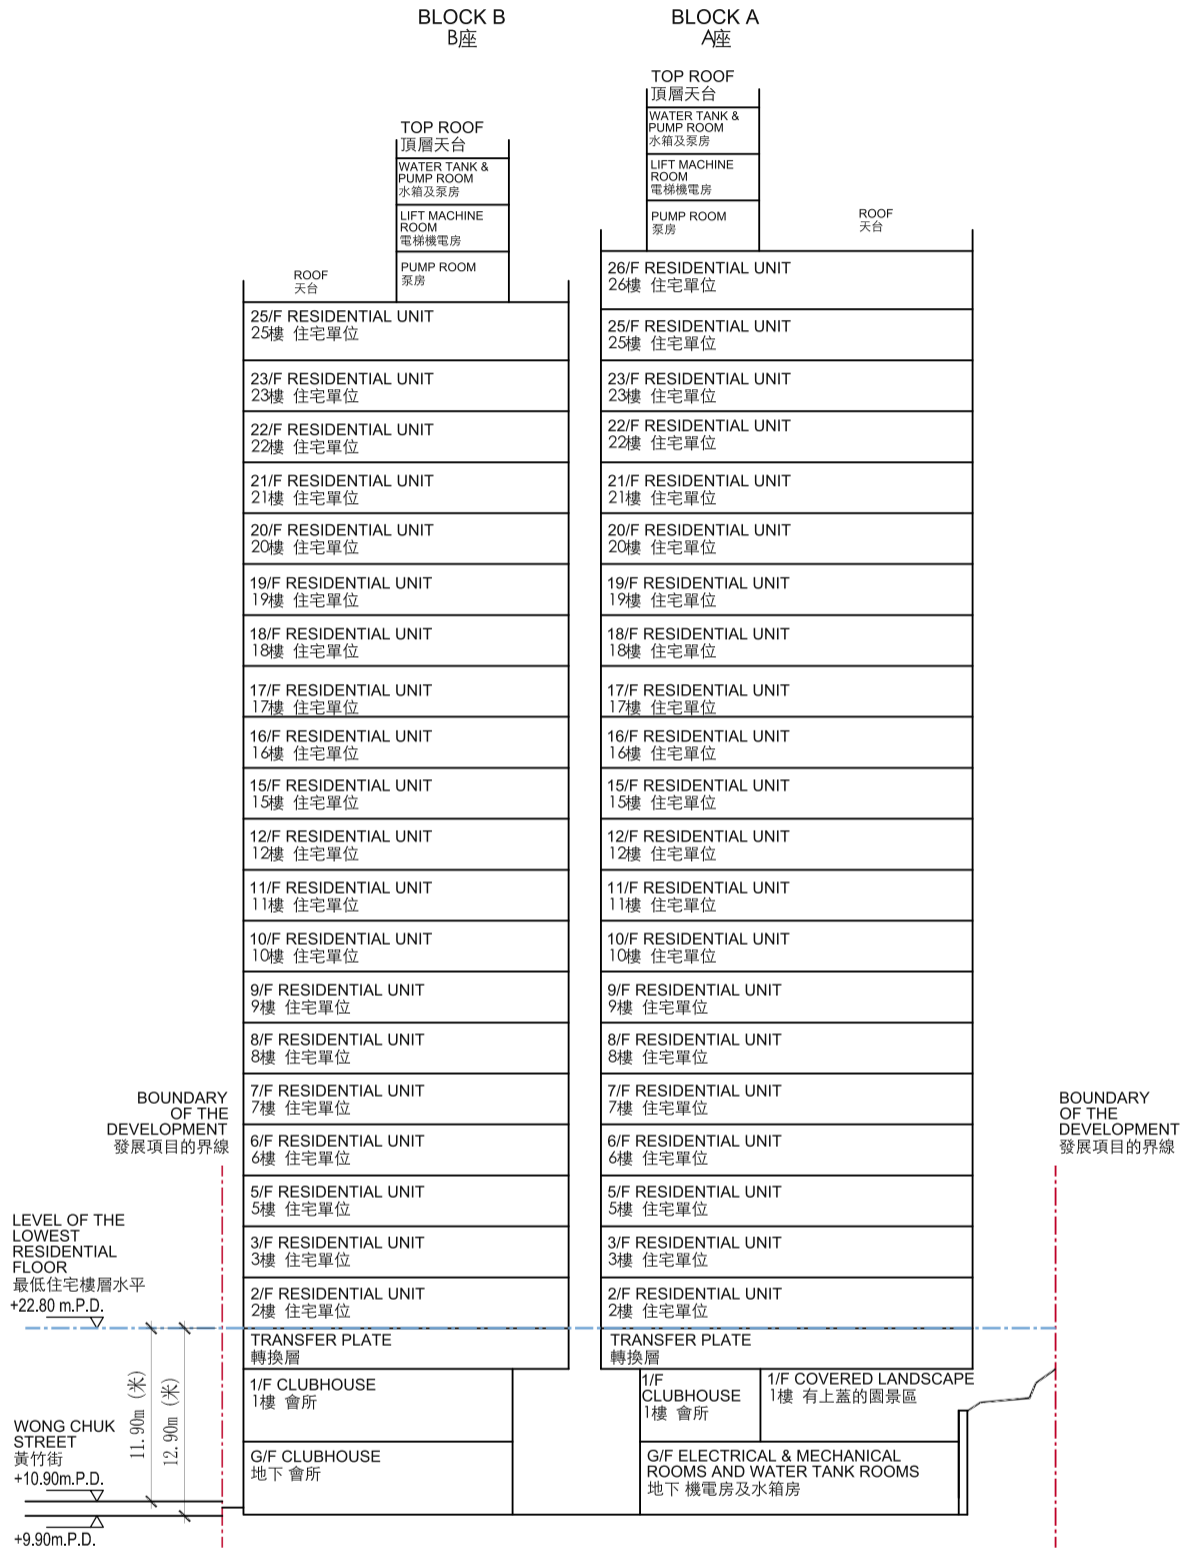 BLOCK B
B座
BLOCK A
A座
TOP ROOF
頂層天台
WATER TANK &
PUMP ROOM
水箱及泵房
LIFT MACHINE
ROOM
電梯機電房
PUMP ROOM
泵房
ROOF
天台
25/F RESIDENTIAL UNIT
25樓 住宅單位
23/F RESIDENTIAL UNIT
23樓 住宅單位
22/F RESIDENTIAL UNIT
22樓 住宅單位
21/F RESIDENTIAL UNIT
21樓 住宅單位
20/F RESIDENTIAL UNIT
20樓 住宅單位
19/F RESIDENTIAL UNIT
19樓 住宅單位
18/F RESIDENTIAL UNIT
18樓 住宅單位
17/F RESIDENTIAL UNIT
17樓 住宅單位
16/F RESIDENTIAL UNIT
16樓 住宅單位
15/F RESIDENTIAL UNIT
15樓 住宅單位
12/F RESIDENTIAL UNIT
12樓 住宅單位
11/F RESIDENTIAL UNIT
11樓 住宅單位
10/F RESIDENTIAL UNIT
10樓 住宅單位
9/F RESIDENTIAL UNIT
9樓 住宅單位
8/F RESIDENTIAL UNIT
8樓 住宅單位
7/F RESIDENTIAL UNIT
7樓 住宅單位
6/F RESIDENTIAL UNIT
6樓 住宅單位
5/F RESIDENTIAL UNIT
5樓 住宅單位
3/F RESIDENTIAL UNIT
3樓 住宅單位
2/F RESIDENTIAL UNIT
2樓 住宅單位
TRANSFER PLATE
轉換層
1/F CLUBHOUSE
1樓 會所
G/F CLUBHOUSE
地下 會所
TOP ROOF
頂層天台
WATER TANK &
PUMP ROOM
水箱及泵房
LIFT MACHINE
ROOM
電梯機電房
PUMP ROOM
泵房
ROOF
天台
26/F RESIDENTIAL UNIT
26樓 住宅單位
25/F RESIDENTIAL UNIT
25樓 住宅單位
23/F RESIDENTIAL UNIT
23樓 住宅單位
22/F RESIDENTIAL UNIT
22樓 住宅單位
21/F RESIDENTIAL UNIT
21樓 住宅單位
20/F RESIDENTIAL UNIT
20樓 住宅單位
19/F RESIDENTIAL UNIT
19樓 住宅單位
18/F RESIDENTIAL UNIT
18樓 住宅單位
17/F RESIDENTIAL UNIT
17樓 住宅單位
16/F RESIDENTIAL UNIT
16樓 住宅單位
15/F RESIDENTIAL UNIT
15樓 住宅單位
12/F RESIDENTIAL UNIT
12樓 住宅單位
11/F RESIDENTIAL UNIT
11樓 住宅單位
10/F RESIDENTIAL UNIT
10樓 住宅單位
9/F RESIDENTIAL UNIT
9樓 住宅單位
8/F RESIDENTIAL UNIT
8樓 住宅單位
7/F RESIDENTIAL UNIT
7樓 住宅單位
6/F RESIDENTIAL UNIT
6樓 住宅單位
5/F RESIDENTIAL UNIT
5樓 住宅單位
3/F RESIDENTIAL UNIT
3樓 住宅單位
2/F RESIDENTIAL UNIT
2樓 住宅單位
TRANSFER PLATE
轉換層
1/F
CLUBHOUSE
1樓 會所
1/F COVERED LANDSCAPE
1樓 有上蓋的園景區
G/F ELECTRICAL & MECHANICAL
ROOMS AND WATER TANK ROOMS
地下 機電房及水箱房
BOUNDARY
OF THE
DEVELOPMENT
發展項目的界線
BOUNDARY
OF THE
DEVELOPMENT
發展項目的界線
LEVEL OF THE
LOWEST
RESIDENTIAL
FLOOR
最低住宅樓層水平
+22.80 m.P.D.
11.90m (米)
12.90m (米)
WONG CHUK
STREET
黃竹街
+10.90m.P.D.
+9.90m.P.D.